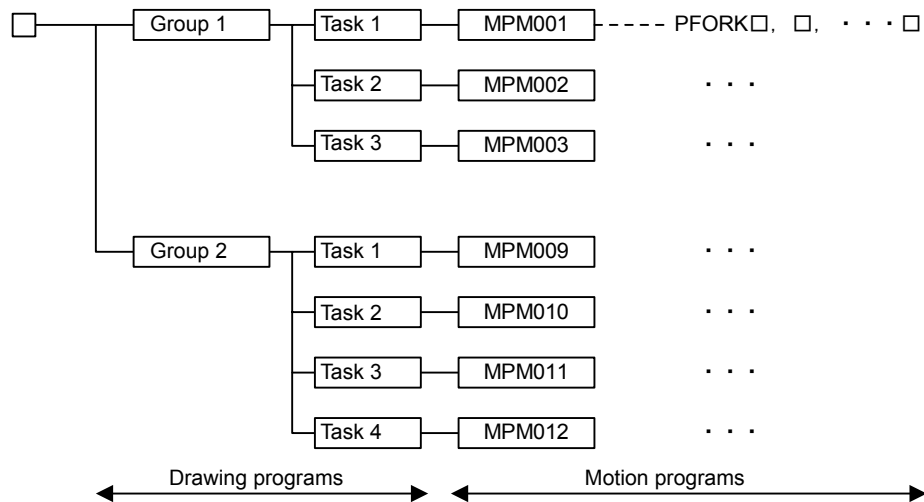 Group 1 Task 1 MPM001 PFORK□, □, ・・・□
Task 2 MPM002 ・・・
Task 3 MPM003 ・・・
Group 2 Task 1 MPM009 ・・・
Task 2 MPM010 ・・・
Task 3 MPM011 ・・・
Task 4 MPM012 ・・・
Drawing programs Motion programs